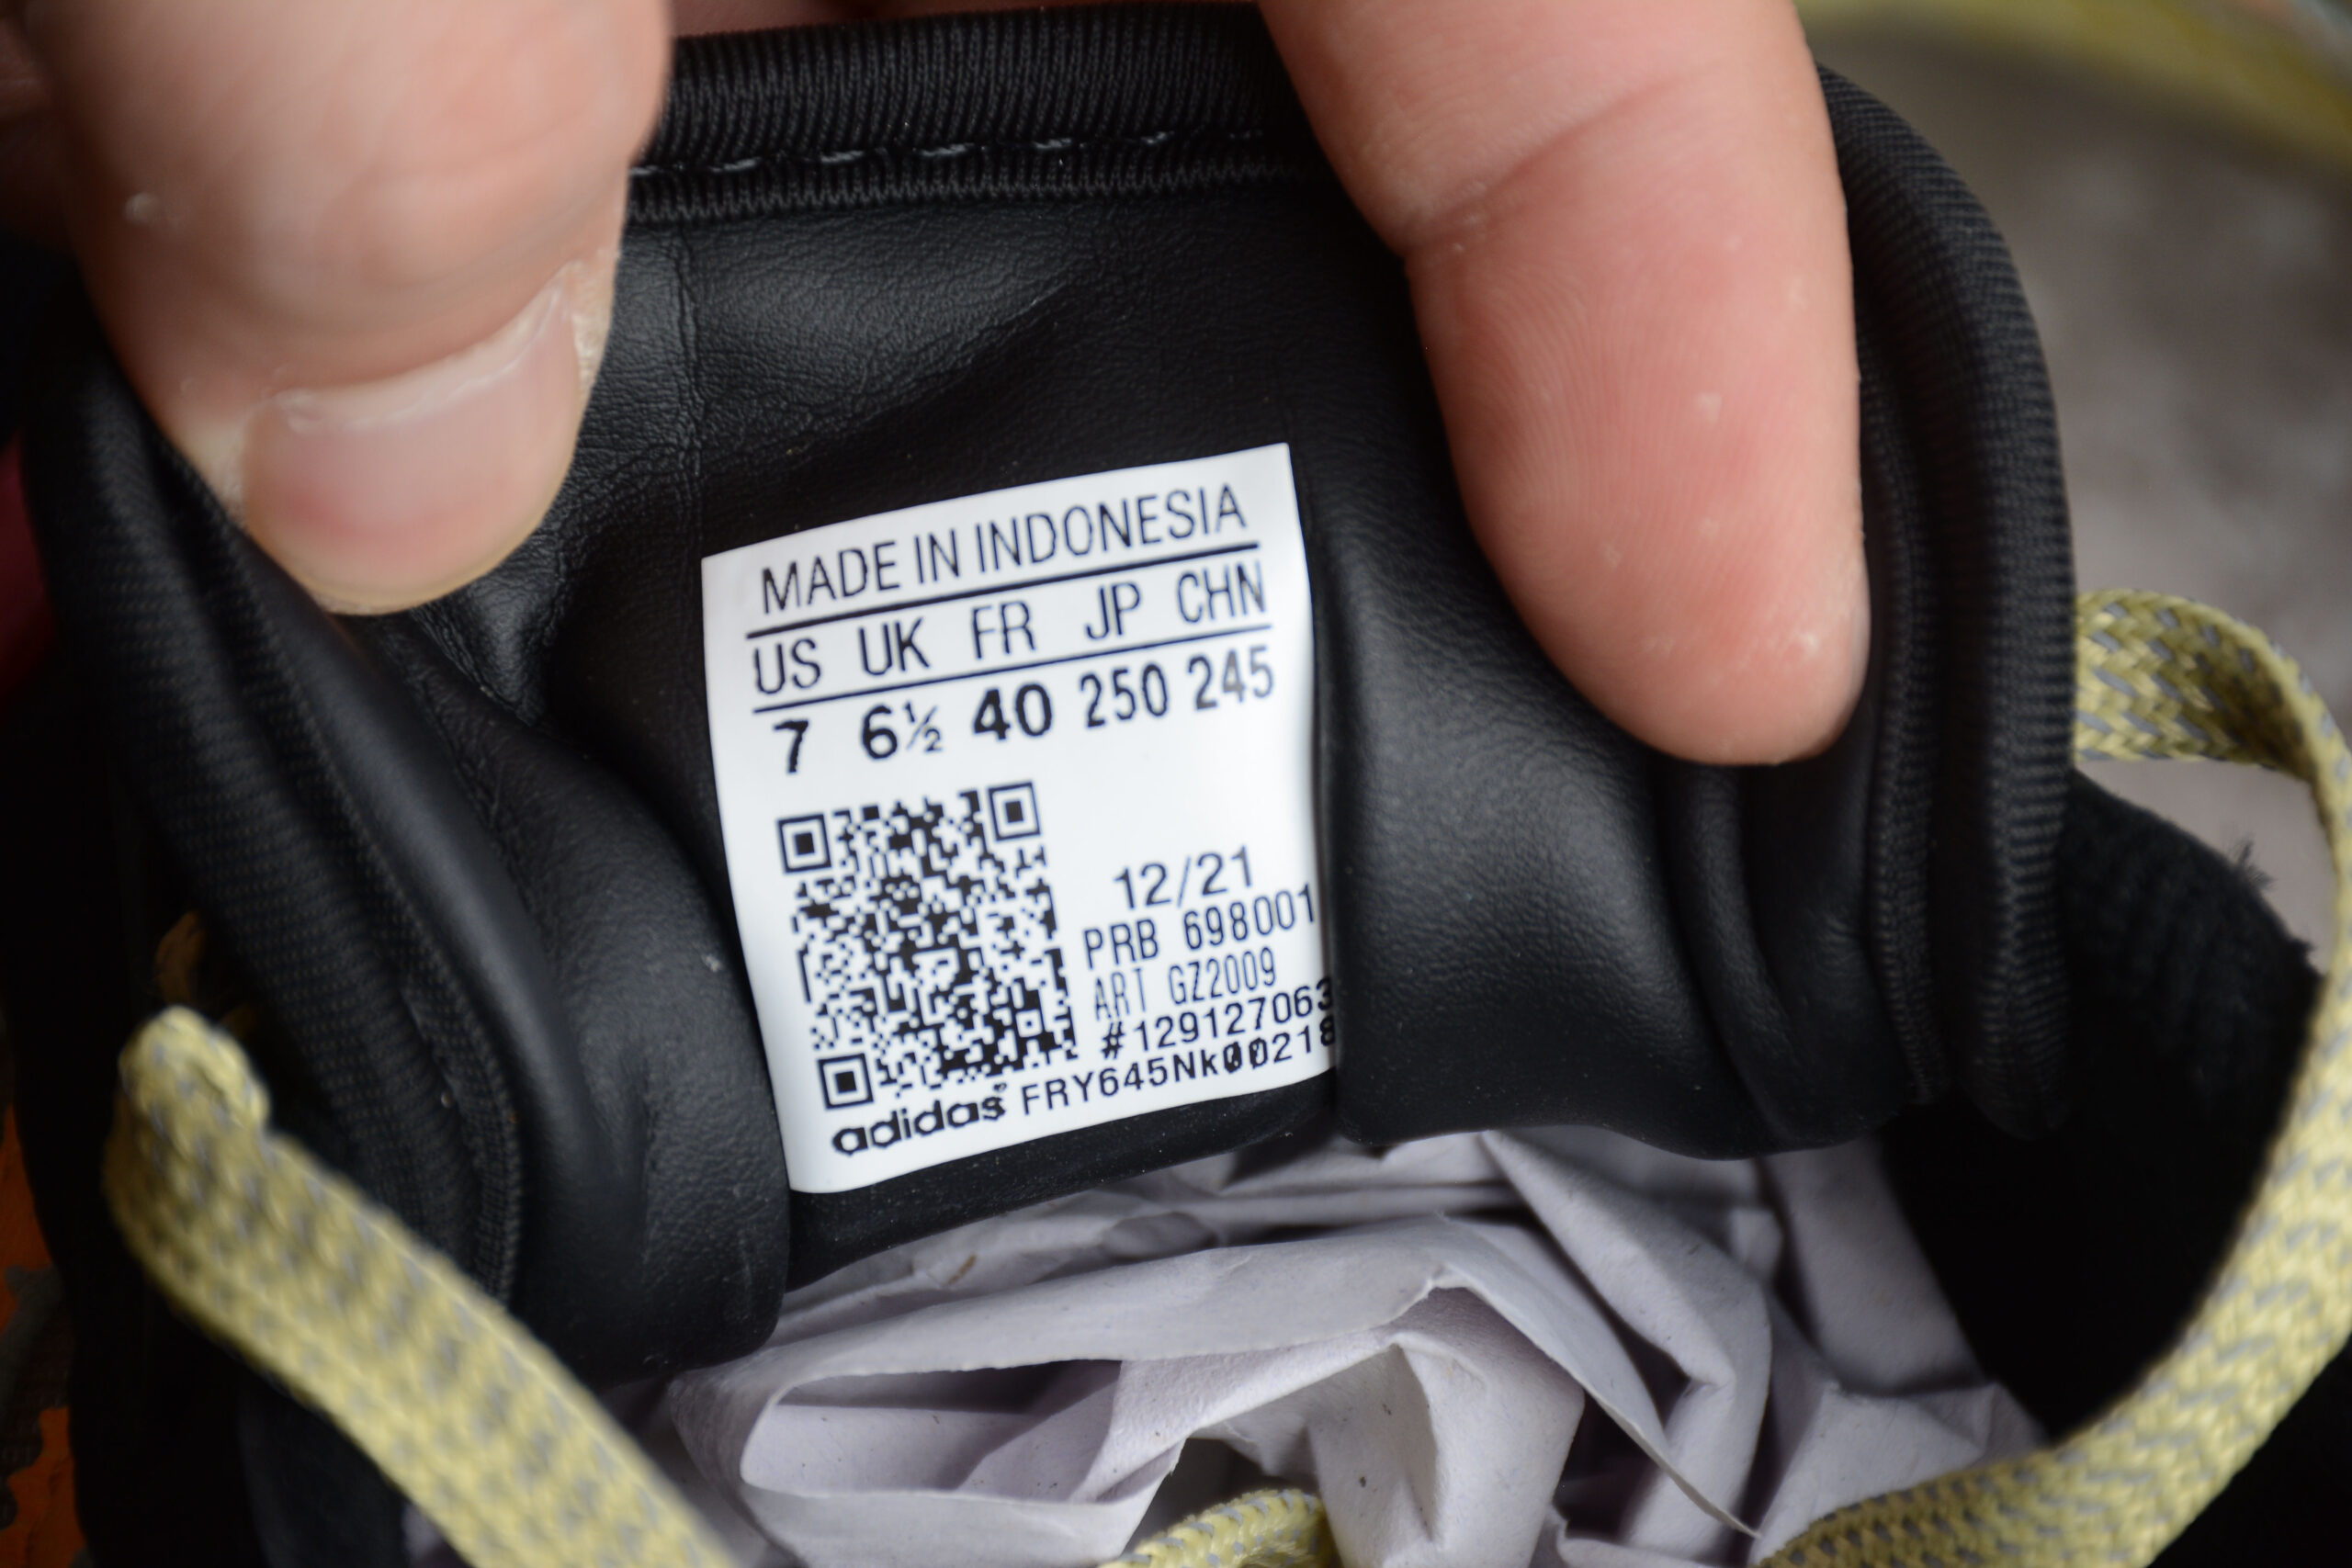 MADE IN INDONESIA
US UK FR JP CHN
7 6½ 40 250 245
12/21
PRB 698001
ART GZ2009
#129127063
adidas FRY645Nk00218